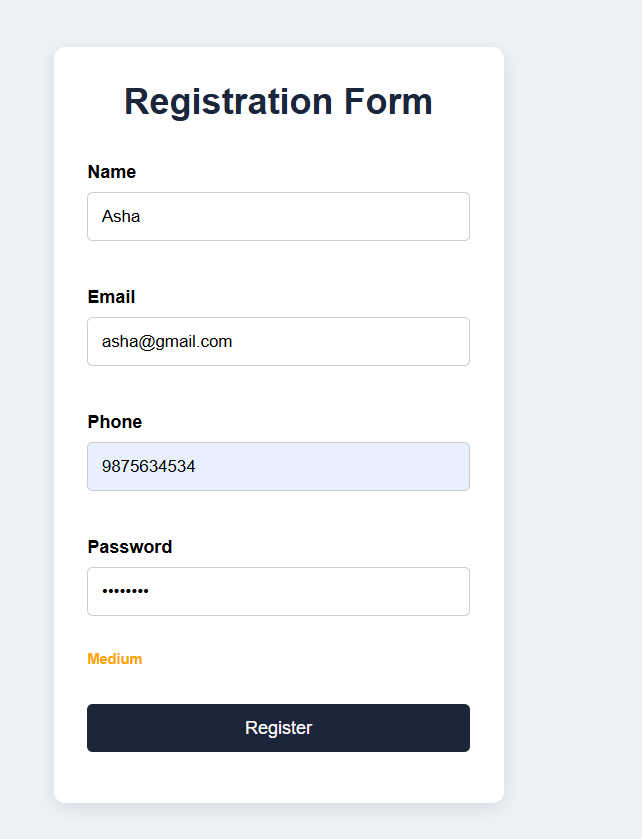 Registration Form
Name
Asha
Email
asha@gmail.com
Phone
9875634534
Password
••••••••
Medium
Register